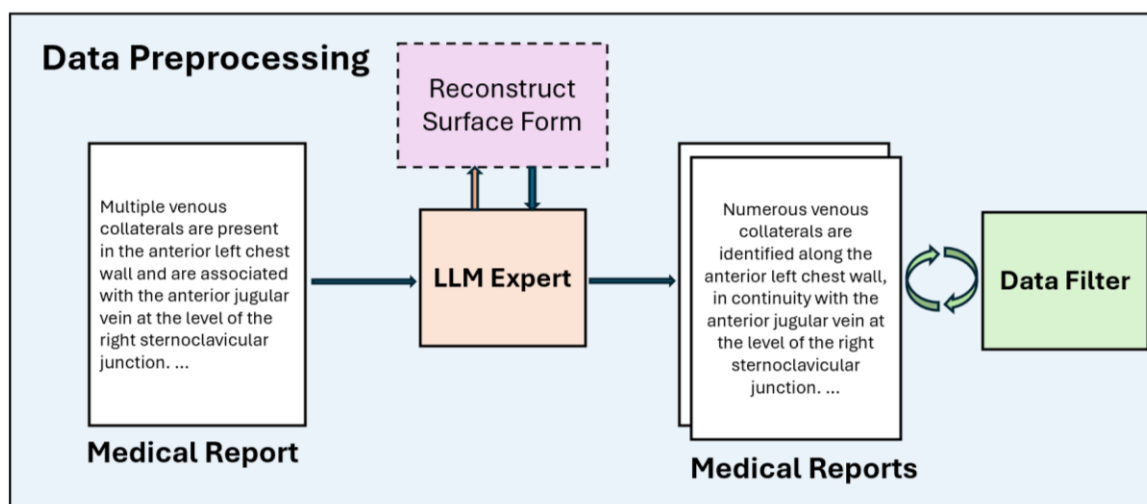 Data Preprocessing
Reconstruct
Surface Form
Multiple venous
collaterals are present
in the anterior left chest
wall and are associated
with the anterior jugular
vein at the level of the
right sternoclavicular
junction. ...
Medical Report
LLM Expert
Numerous venous
collaterals are
identified along the
anterior left chest wall,
in continuity with the
anterior jugular vein at
the level of the right
sternoclavicular
junction. ...
Medical Reports
Data Filter